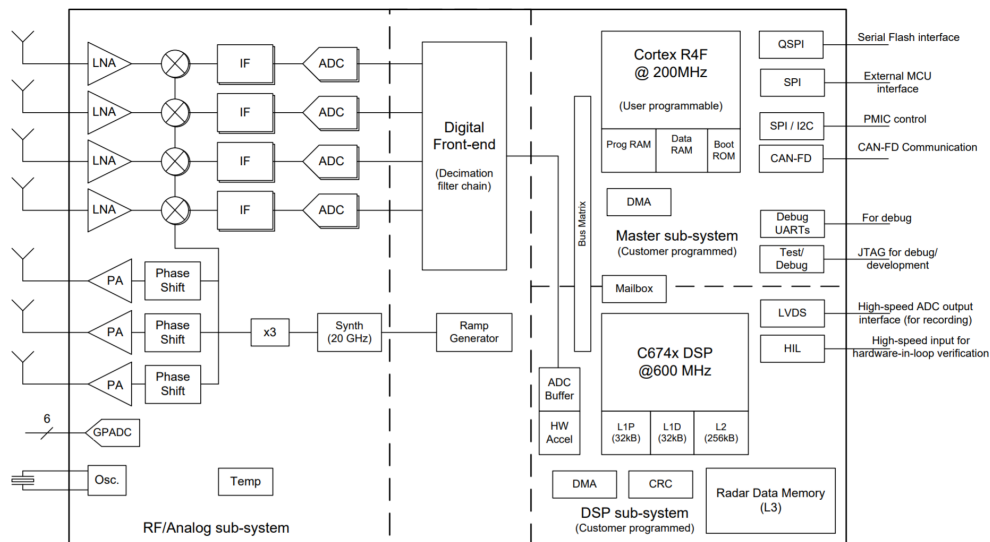 LNA
IF
ADC
LNA
IF
ADC
LNA
IF
ADC
LNA
IF
ADC
PA
Phase
Shift
PA
Phase
Shift
PA
Phase
Shift
x3
Synth
(20 GHz)
6
GPADC
Osc.
Temp
RF/Analog sub-system
Digital
Front-end
(Decimation
filter chain)
Ramp
Generator
Bus Matrix
Cortex R4F
@ 200MHz
(User programmable)
Prog RAM
Data
RAM
Boot
ROM
DMA
Master sub-system
(Customer programmed)
Mailbox
QSPI
Serial Flash interface
SPI
External MCU
interface
SPI / I2C
PMIC control
CAN-FD
CAN-FD Communication
Debug
UARTs
For debug
Test/
Debug
JTAG for debug/
development
LVDS
High-speed ADC output
interface (for recording)
HIL
High-speed input for
hardware-in-loop verification
C674x DSP
@600 MHz
L1P
(32kB)
L1D
(32kB)
L2
(256kB)
ADC
Buffer
HW
Accel
DMA
CRC
Radar Data Memory
(L3)
DSP sub-system
(Customer programmed)